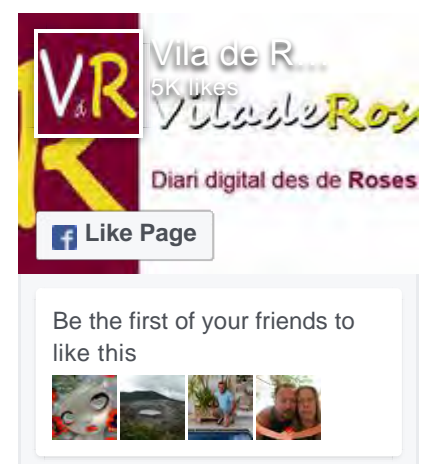 VdR
Vila de R...
5K likes
ViladeRos
Diari digital des de Roses
Like Page
Be the first of your friends to
like this